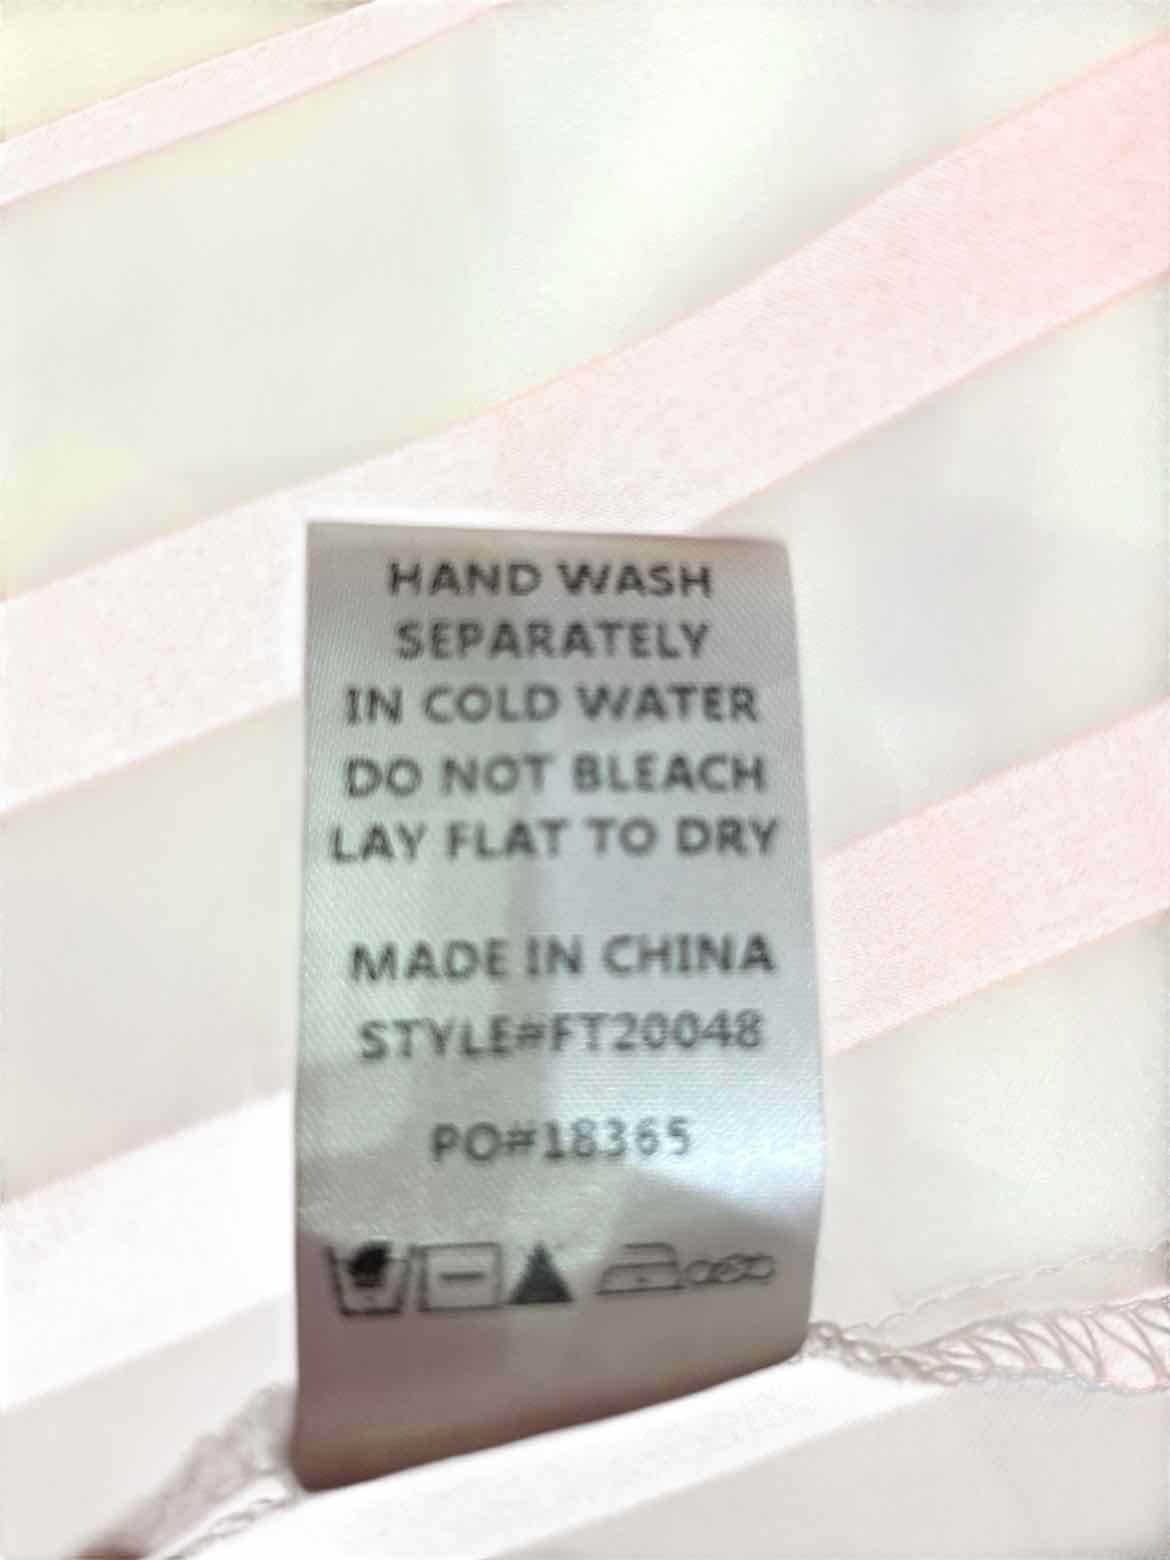 HAND WASH
SEPARATELY
IN COLD WATER
DO NOT BLEACH
LAY FLAT TO DRY
MADE IN CHINA
STYLE#FT20048
PO#18365